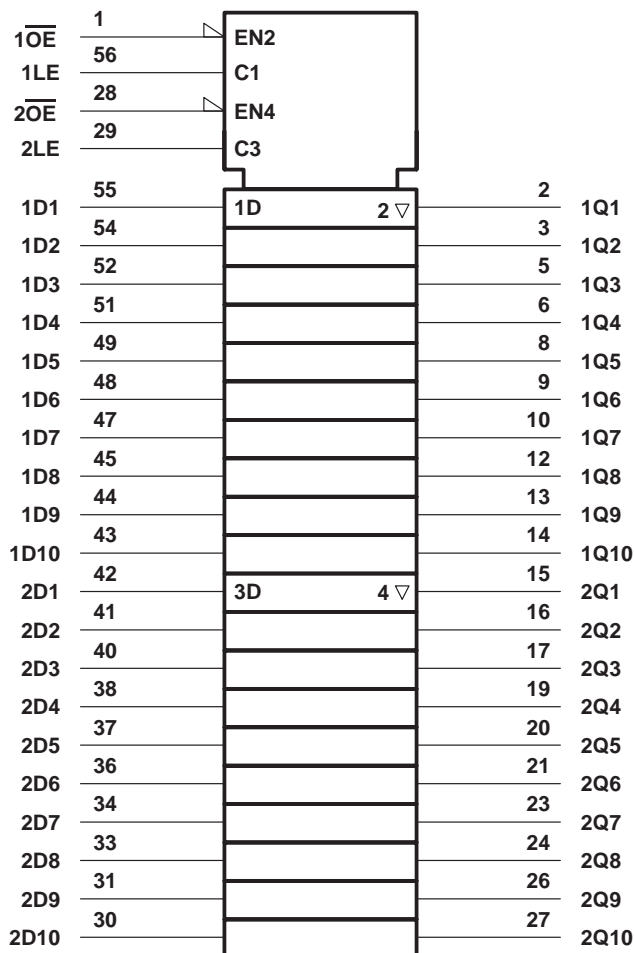 1
1OE EN2
56
1LE C1
28
2OE EN4
29
2LE C3
55 2
1D1 1D 2 ▽ 1Q1
54 3
1D2 1Q2
52 5
1D3 1Q3
51 6
1D4 1Q4
49 8
1D5 1Q5
48 9
1D6 1Q6
47 10
1D7 1Q7
45 12
1D8 1Q8
44 13
1D9 1Q9
43 14
1D10 1Q10
42 15
2D1 3D 4 ▽ 2Q1
41 16
2D2 2Q2
40 17
2D3 2Q3
38 19
2D4 2Q4
37 20
2D5 2Q5
36 21
2D6 2Q6
34 23
2D7 2Q7
33 24
2D8 2Q8
31 26
2D9 2Q9
30 27
2D10 2Q10